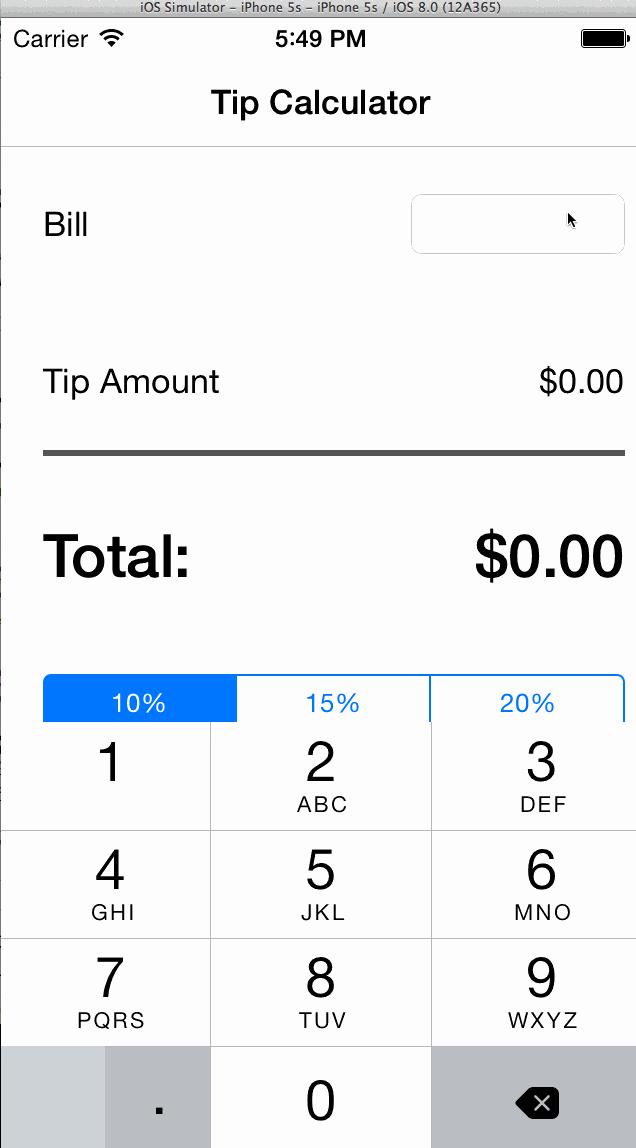 iOS Simulator – iPhone 5s – iPhone 5s / iOS 8.0 (12A365)
Carrier 5:49 PM
Tip Calculator
Bill
Tip Amount $0.00
Total: $0.00
10% 15% 20%
1 2 3
ABC DEF
4 5 6
GHI JKL MNO
7 8 9
PQRS TUV WXYZ
. 0